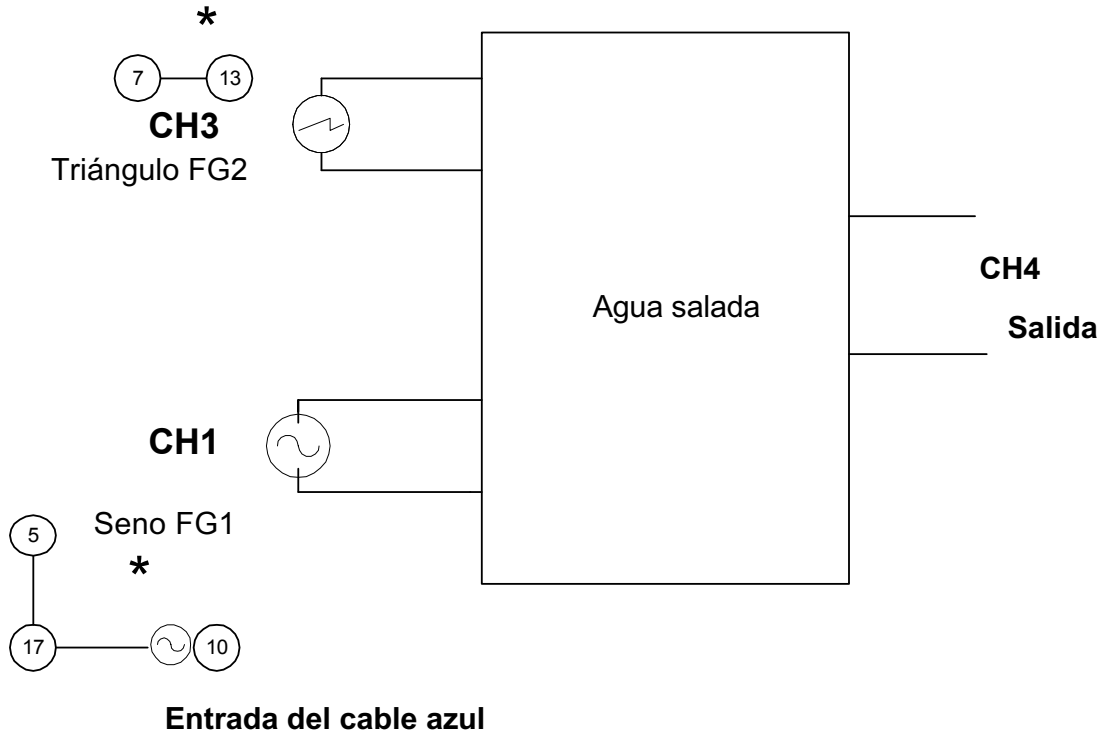 *
7 13
CH3
Triángulo FG2
CH4
Agua salada
Salida
CH1
Seno FG1
5
*
17 10
Entrada del cable azul